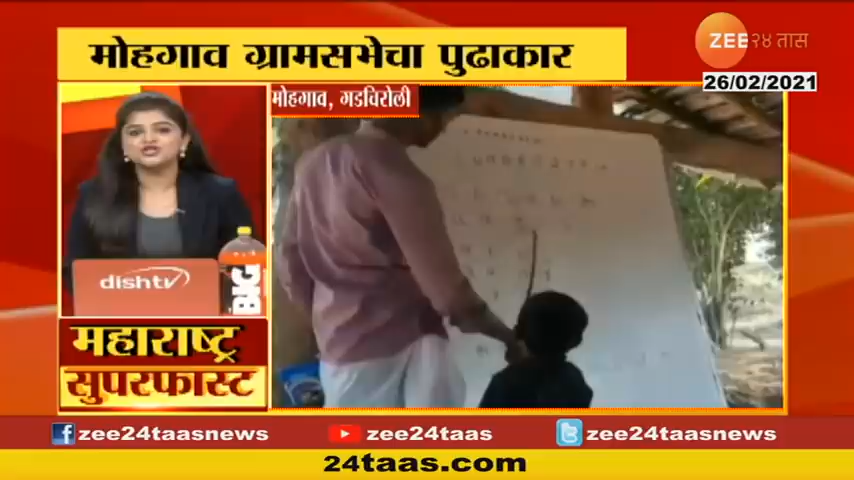 मोहगाव ग्रामसभेचा पुढाकार
ZEE २४ तास
26/02/2021
मोहगाव, गडचिरोली
dishtv
BIG
महाराष्ट्र
सुपरफास्ट
zee24taasnews
zee24taas
zee24taasnews
24taas.com